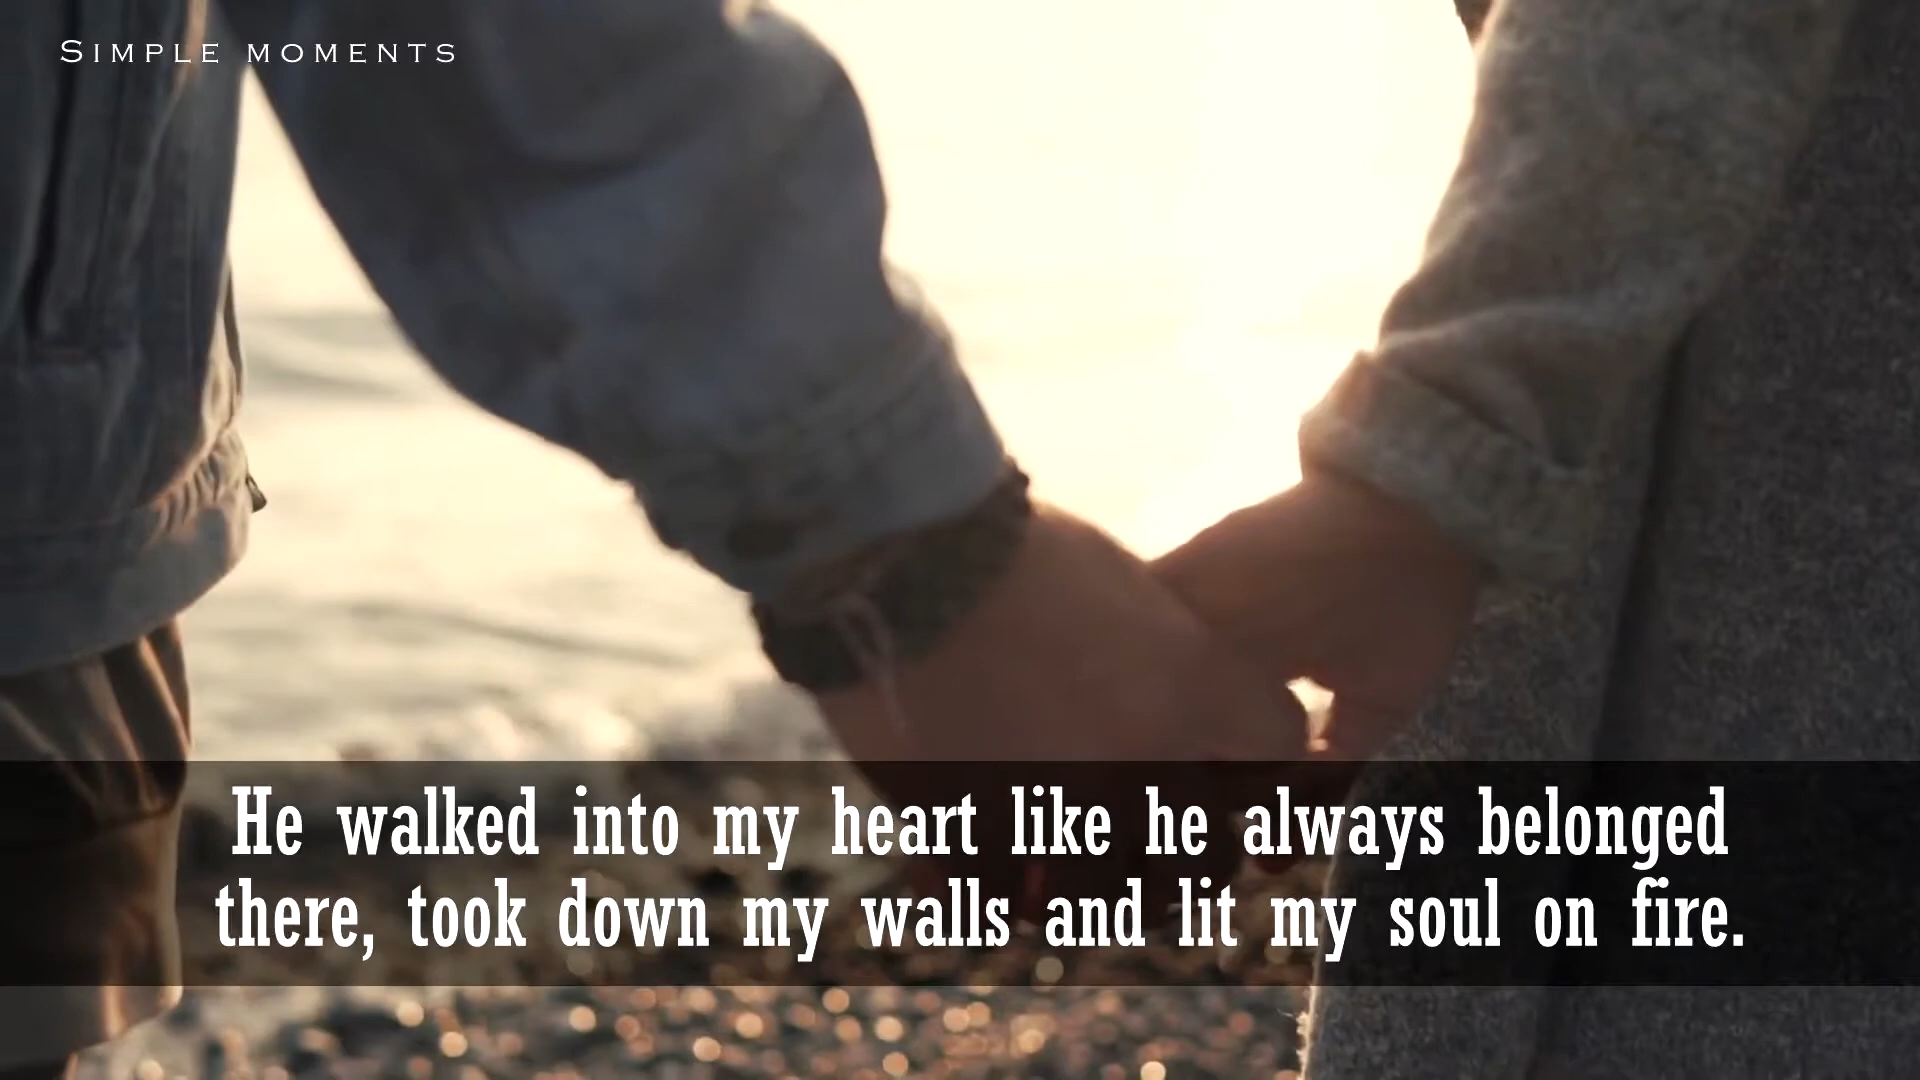 SIMPLE MOMENTS
He walked into my heart like he always belonged
there, took down my walls and lit my soul on fire.